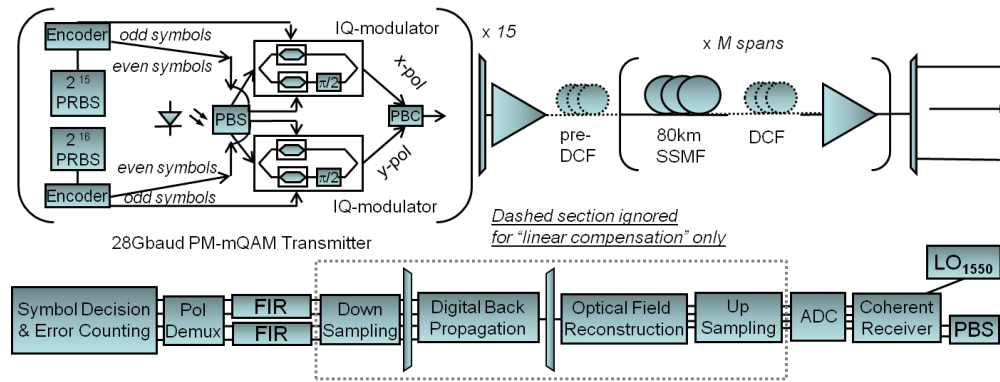 Encoder
odd symbols
even symbols
2 15
PRBS
2 16
PRBS
even symbols
Encoder
odd symbols
IQ-modulator
π/2
PBS
π/2
IQ-modulator
x-pol
PBC
y-pol
28Gbaud PM-mQAM Transmitter
x 15
pre-
DCF
x M spans
80km
SSMF
DCF
Dashed section ignored
for “linear compensation” only
Symbol Decision
& Error Counting
Pol
Demux
FIR
FIR
Down
Sampling
Digital Back
Propagation
Optical Field
Reconstruction
Up
Sampling
ADC
Coherent
Receiver
LO1550
PBS